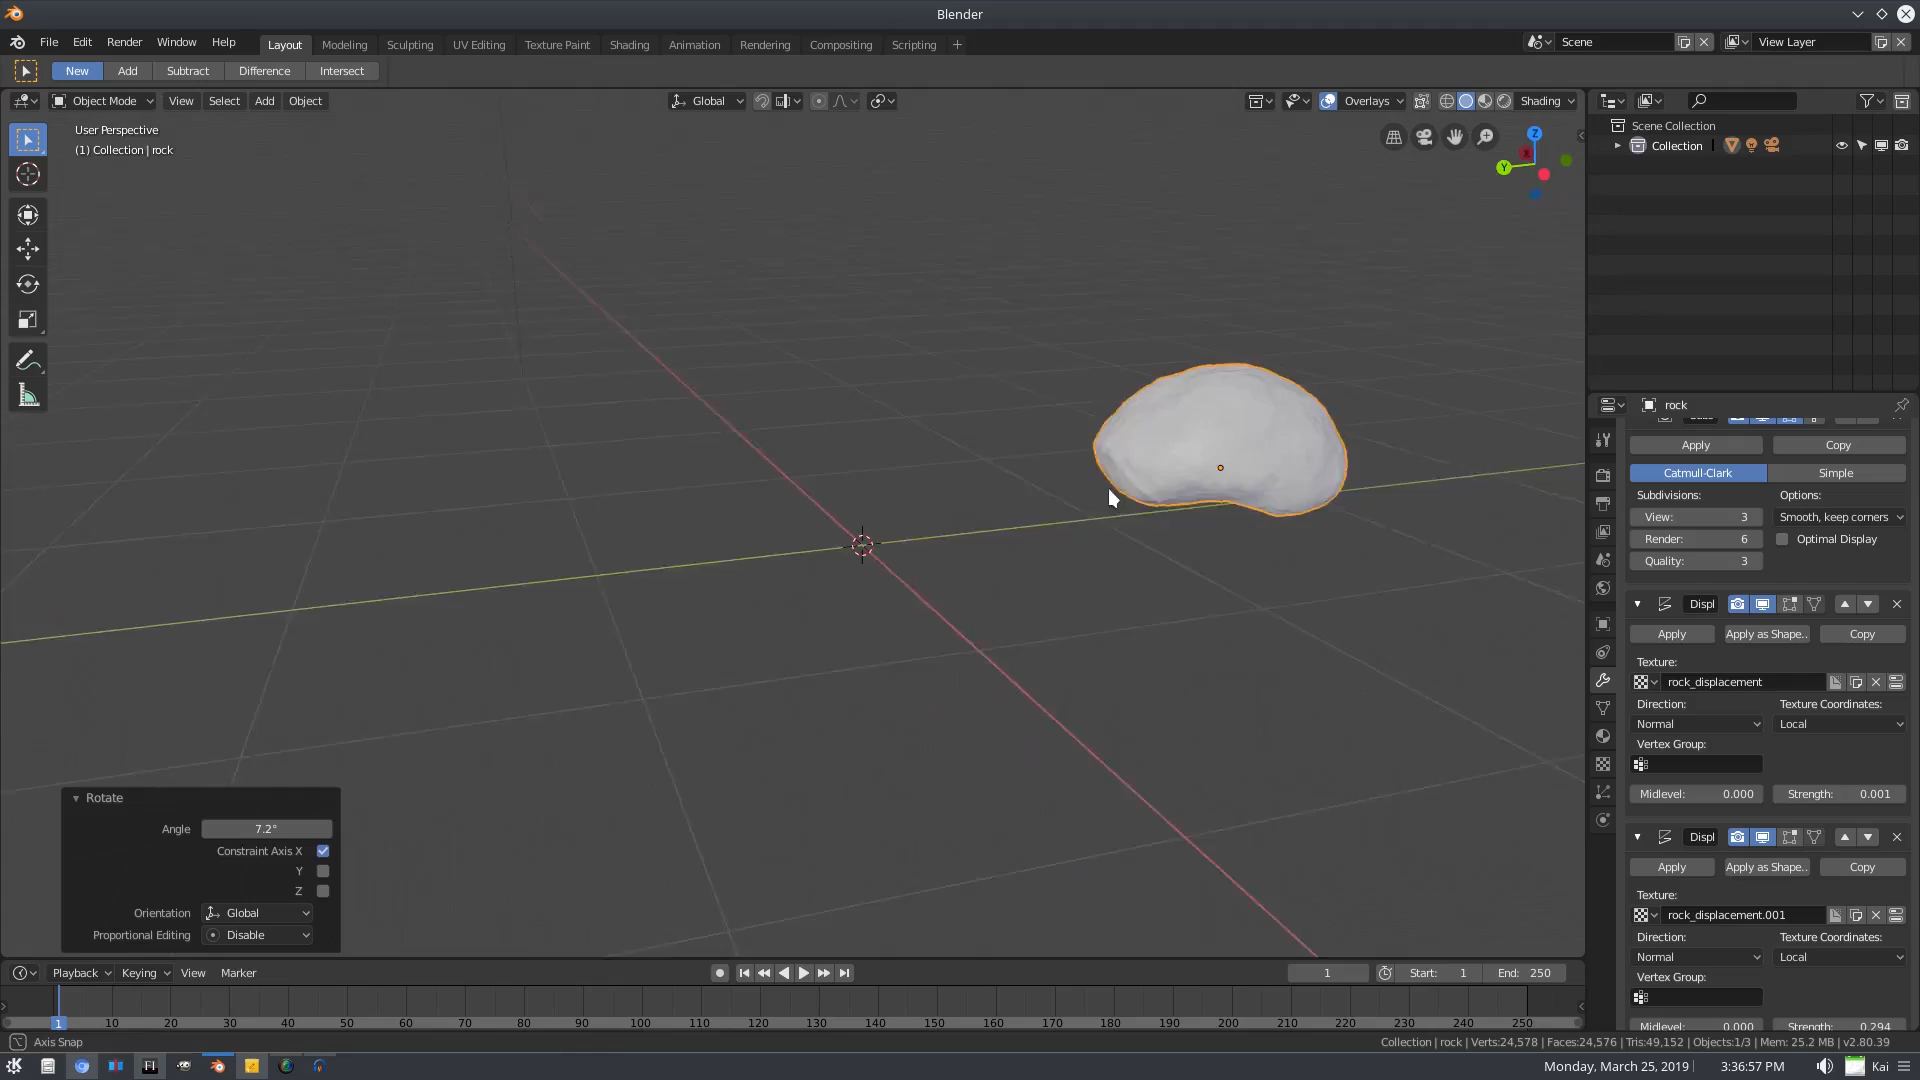 Blender
File Edit Render Window Help Layout Modeling Sculpting UV Editing Texture Paint Shading Animation Rendering Compositing Scripting + Scene View Layer
New Add Subtract Difference Intersect
Object Mode View Select Add Object Global Overlays Shading
User Perspective
(1) Collection | rock
Z
X
Y
Scene Collection
Collection
rock
Apply Copy
Catmull-Clark Simple
Subdivisions: Options:
View: 3 Smooth, keep corners
Render: 6 Optimal Display
Quality: 3
Displ
Apply Apply as Shape.. Copy
Texture:
rock_displacement
Direction: Texture Coordinates:
Normal Local
Vertex Group:
Midlevel: 0.000 Strength: 0.001
Displ
Apply Apply as Shape.. Copy
Texture:
rock_displacement.001
Direction: Texture Coordinates:
Normal Local
Vertex Group:
Midlevel: 0.000 Strength: 0.294
Rotate
Angle 7.2°
Constraint Axis X
Y
Z
Orientation Global
Proportional Editing Disable
Playback Keying View Marker 1 Start: 1 End: 250
1 10 20 30 40 50 60 70 80 90 100 110 120 130 140 150 160 170 180 190 200 210 220 230 240 250
Axis Snap Collection | rock | Verts:24,578 | Faces:24,576 | Tris:49,152 | Objects:1/3 | Mem: 25.2 MB | v2.80.39
Monday, March 25, 2019 3:36:57 PM Kai